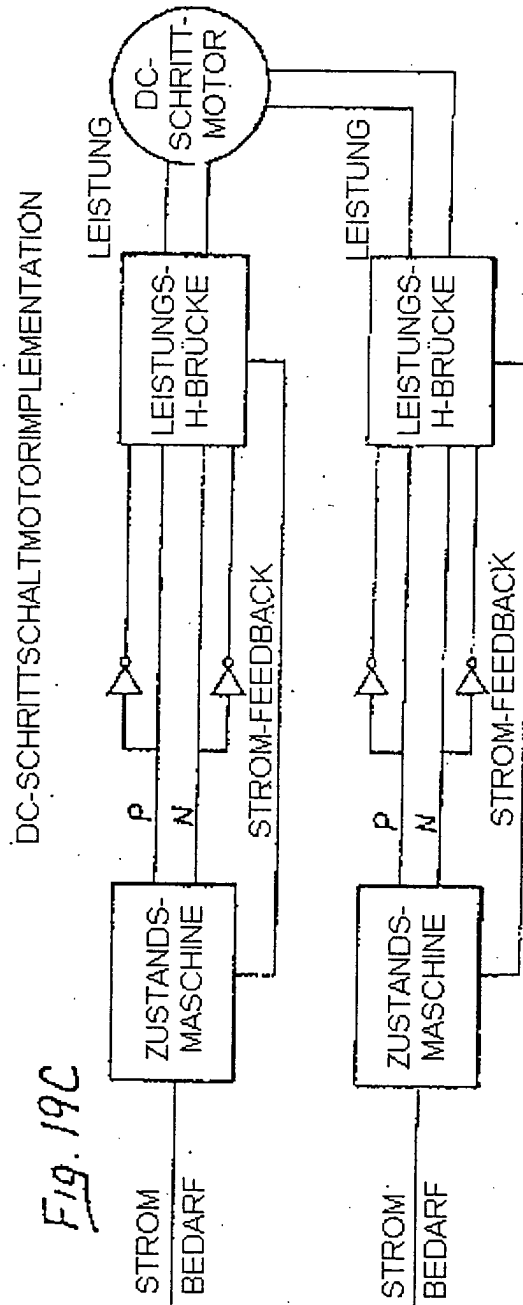 Fig. 19C
DC-SCHRITTSCHALTMOTORIMPLEMENTATION
STROM
BEDARF
ZUSTANDS-
MASCHINE
P
N
STROM-FEEDBACK
LEISTUNGS-
H-BRÜCKE
LEISTUNG
DC-
SCHRITT-
MOTOR
STROM
BEDARF
ZUSTANDS-
MASCHINE
P
N
STROM-FEEDBACK
LEISTUNGS-
H-BRÜCKE
LEISTUNG